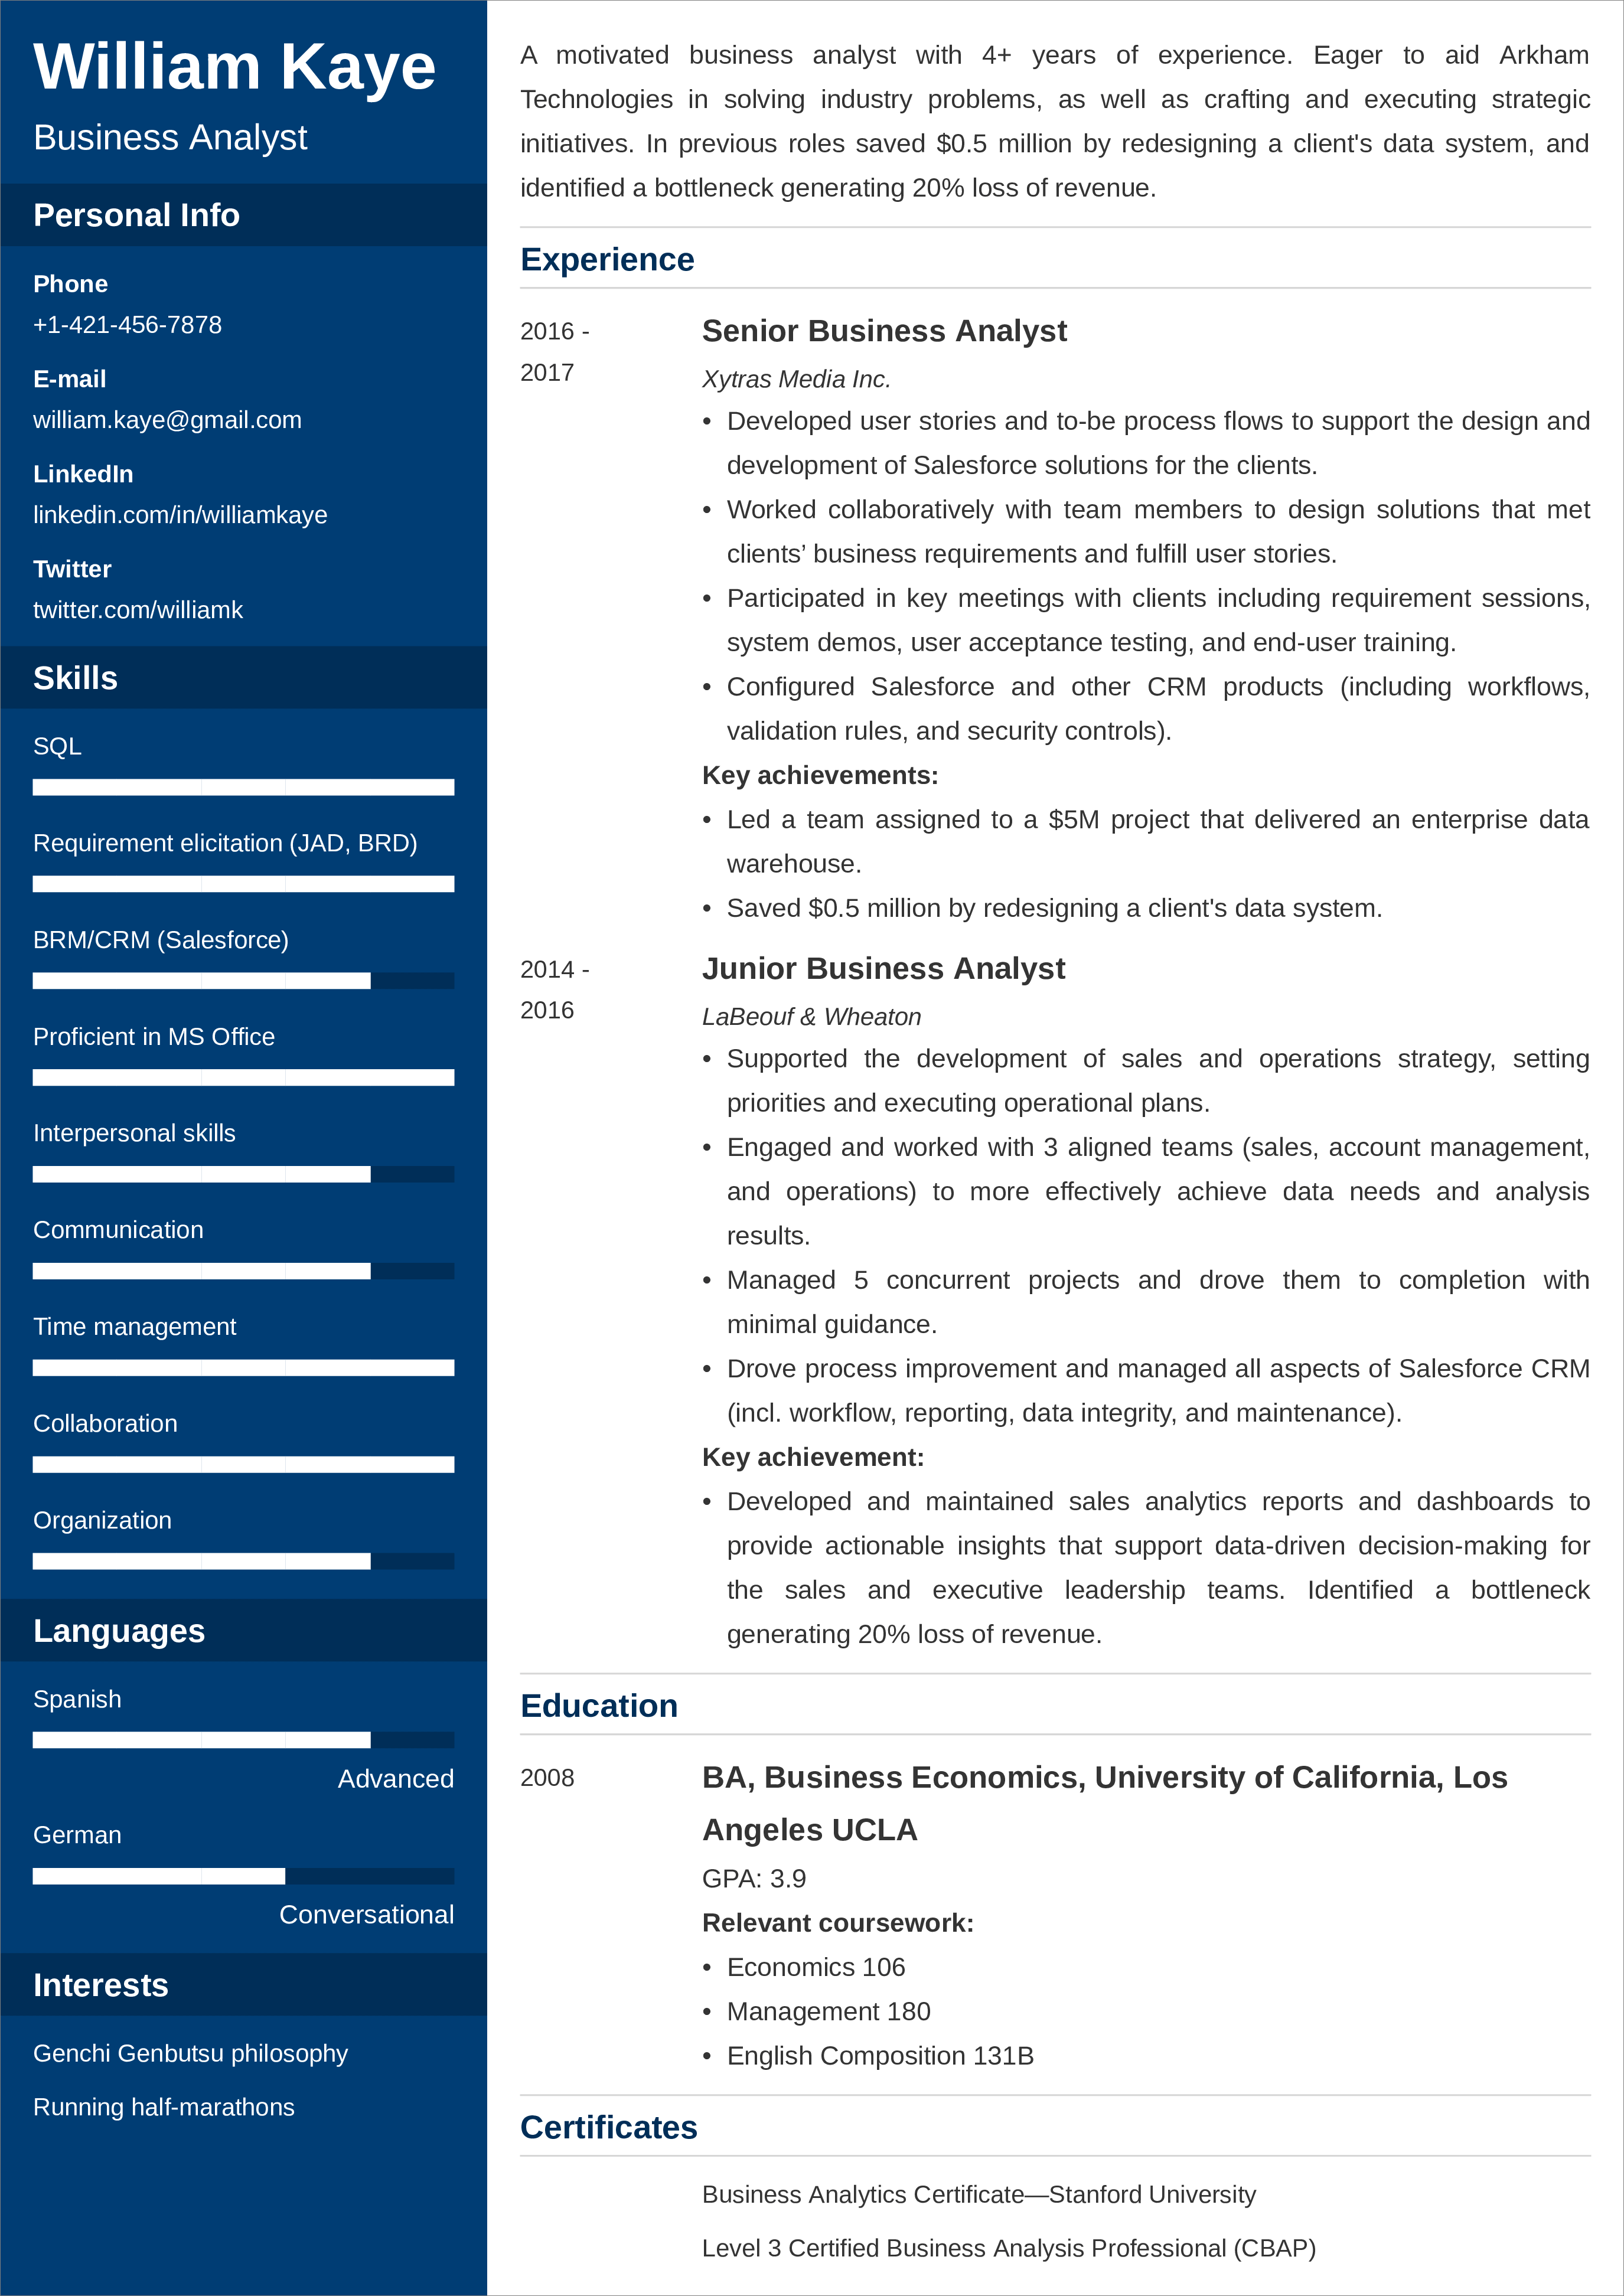 William Kaye
Business Analyst
Personal Info
Phone
+1-421-456-7878
E-mail
william.kaye@gmail.com
LinkedIn
linkedin.com/in/williamkaye
Twitter
twitter.com/williamk
Skills
SQL
Requirement elicitation (JAD, BRD)
BRM/CRM (Salesforce)
Proficient in MS Office
Interpersonal skills
Communication
Time management
Collaboration
Organization
Languages
Spanish
Advanced
German
Conversational
Interests
Genchi Genbutsu philosophy
Running half-marathons
A motivated business analyst with 4+ years of experience. Eager to aid Arkham
Technologies in solving industry problems, as well as crafting and executing strategic
initiatives. In previous roles saved $0.5 million by redesigning a client's data system, and
identified a bottleneck generating 20% loss of revenue.
Experience
2016 -
2017
Senior Business Analyst
Xytras Media Inc.
• Developed user stories and to-be process flows to support the design and
development of Salesforce solutions for the clients.
• Worked collaboratively with team members to design solutions that met
clients’ business requirements and fulfill user stories.
• Participated in key meetings with clients including requirement sessions,
system demos, user acceptance testing, and end-user training.
• Configured Salesforce and other CRM products (including workflows,
validation rules, and security controls).
Key achievements:
• Led a team assigned to a $5M project that delivered an enterprise data
warehouse.
• Saved $0.5 million by redesigning a client's data system.
2014 -
2016
Junior Business Analyst
LaBeouf & Wheaton
• Supported the development of sales and operations strategy, setting
priorities and executing operational plans.
• Engaged and worked with 3 aligned teams (sales, account management,
and operations) to more effectively achieve data needs and analysis
results.
• Managed 5 concurrent projects and drove them to completion with
minimal guidance.
• Drove process improvement and managed all aspects of Salesforce CRM
(incl. workflow, reporting, data integrity, and maintenance).
Key achievement:
• Developed and maintained sales analytics reports and dashboards to
provide actionable insights that support data-driven decision-making for
the sales and executive leadership teams. Identified a bottleneck
generating 20% loss of revenue.
Education
2008
BA, Business Economics, University of California, Los
Angeles UCLA
GPA: 3.9
Relevant coursework:
• Economics 106
• Management 180
• English Composition 131B
Certificates
Business Analytics Certificate—Stanford University
Level 3 Certified Business Analysis Professional (CBAP)